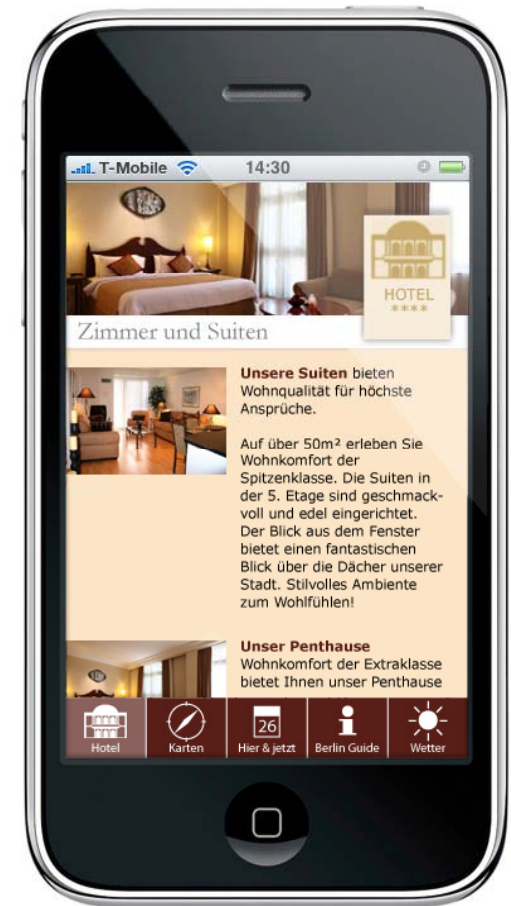 T-Mobile 14:30
HOTEL
****
Zimmer und Suiten
Unsere Suiten bieten
Wohnqualität für höchste
Ansprüche.
Auf über 50m² erleben Sie
Wohnkomfort der
Spitzenklasse. Die Suiten in
der 5. Etage sind geschmack-
voll und edel eingerichtet.
Der Blick aus dem Fenster
bietet einen fantastischen
Blick über die Dächer unserer
Stadt. Stilvolles Ambiente
zum Wohlfühlen!
Unser Penthause
Wohnkomfort der Extraklasse
bietet Ihnen unser Penthause
26
Hotel Karten Hier & jetzt Berlin Guide Wetter